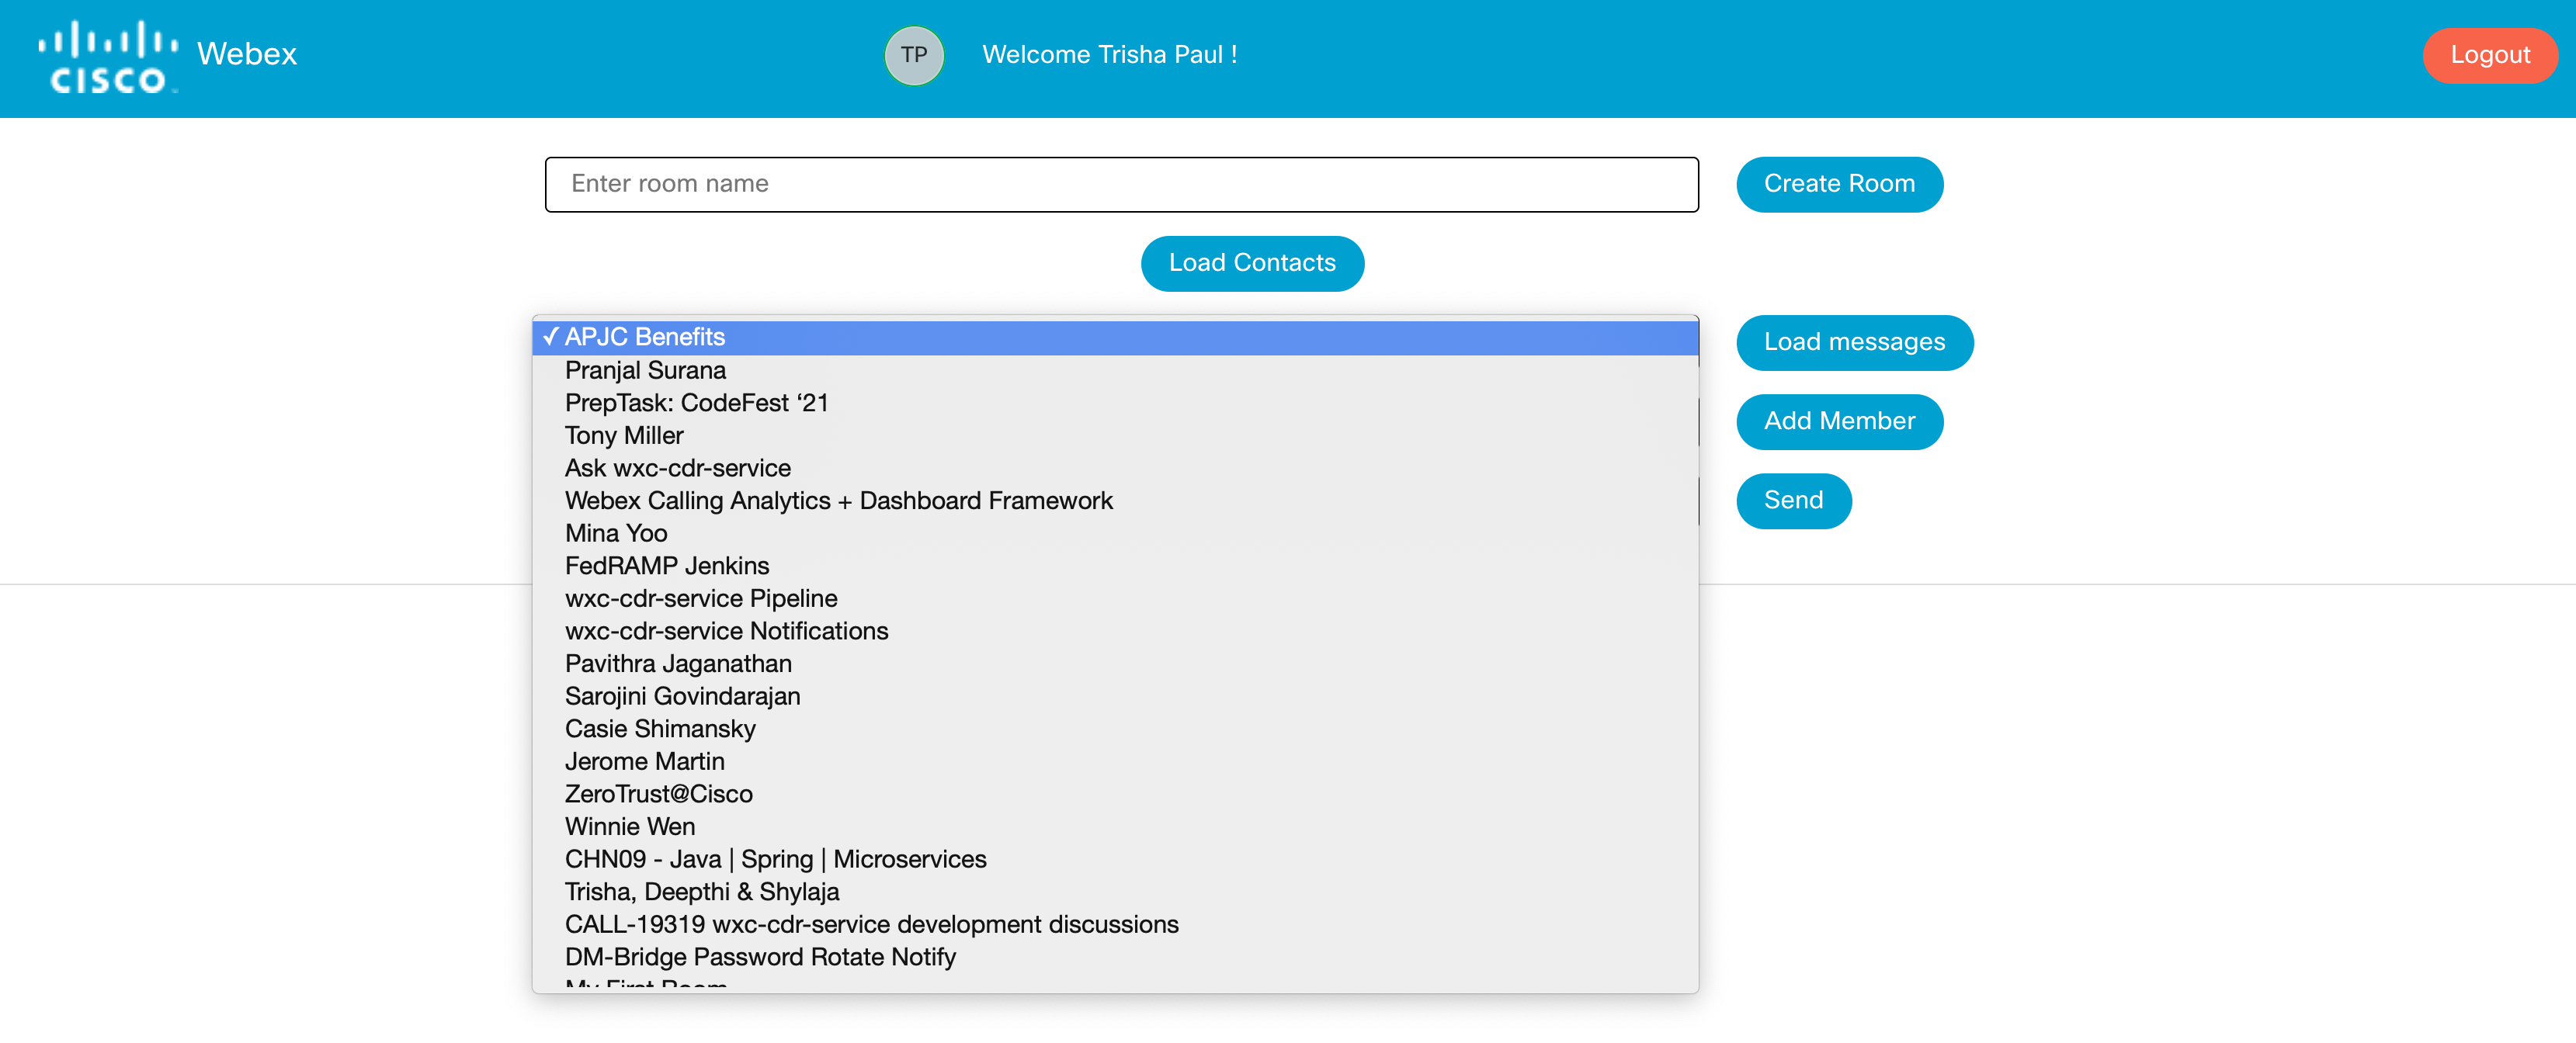 CISCO
Webex
TP
Welcome Trisha Paul !
Logout
Enter room name
Create Room
Load Contacts
✓ APJC Benefits
Load messages
Pranjal Surana
PrepTask: CodeFest ‘21
Add Member
Tony Miller
Ask wxc-cdr-service
Webex Calling Analytics + Dashboard Framework
Send
Mina Yoo
FedRAMP Jenkins
wxc-cdr-service Pipeline
wxc-cdr-service Notifications
Pavithra Jaganathan
Sarojini Govindarajan
Casie Shimansky
Jerome Martin
ZeroTrust@Cisco
Winnie Wen
CHN09 - Java | Spring | Microservices
Trisha, Deepthi & Shylaja
CALL-19319 wxc-cdr-service development discussions
DM-Bridge Password Rotate Notify
My First Room